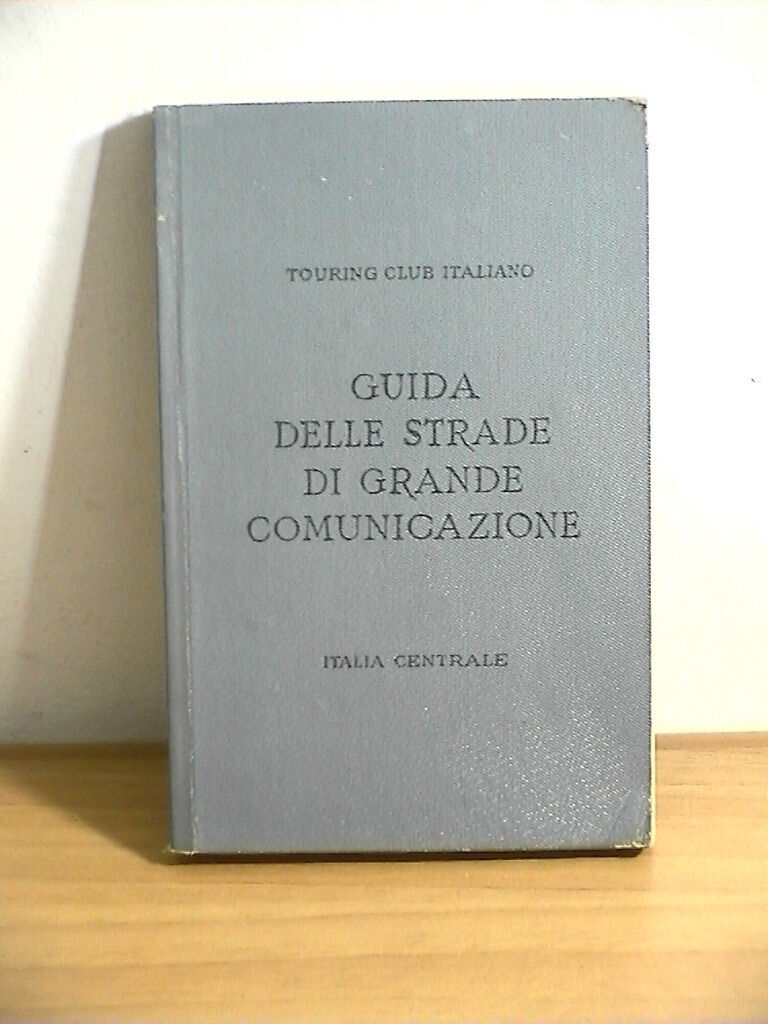 TOURING CLUB ITALIANO
GUIDA
DELLE STRADE
DI GRANDE
COMUNICAZIONE
ITALIA CENTRALE